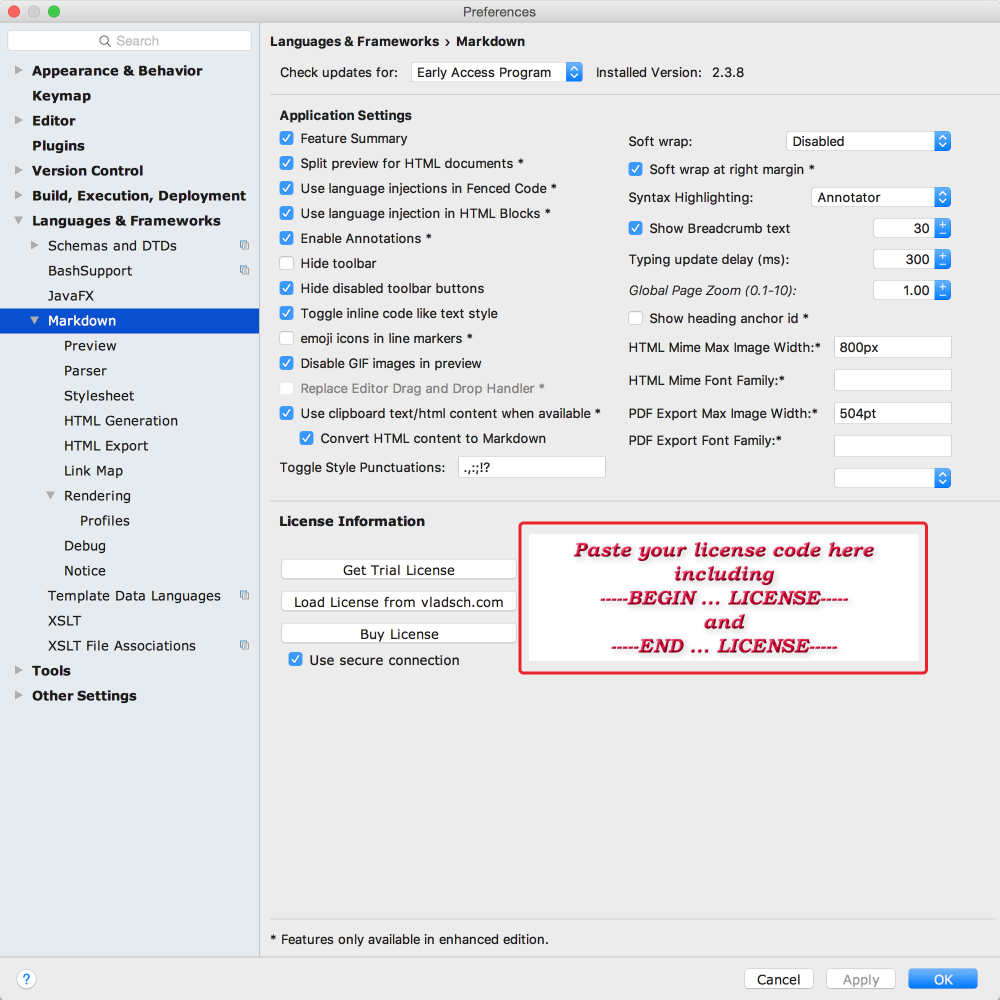 Preferences
Search
Appearance & Behavior
Keymap
Editor
Plugins
Version Control
Build, Execution, Deployment
Languages & Frameworks
Schemas and DTDs
BashSupport
JavaFX
Markdown
Preview
Parser
Stylesheet
HTML Generation
HTML Export
Link Map
Rendering
Profiles
Debug
Notice
Template Data Languages
XSLT
XSLT File Associations
Tools
Other Settings
Languages & Frameworks › Markdown
Check updates for: Early Access Program Installed Version: 2.3.8
Application Settings
Feature Summary
Split preview for HTML documents *
Use language injections in Fenced Code *
Use language injection in HTML Blocks *
Enable Annotations *
Hide toolbar
Hide disabled toolbar buttons
Toggle inline code like text style
emoji icons in line markers *
Disable GIF images in preview
Replace Editor Drag and Drop Handler *
Use clipboard text/html content when available *
Convert HTML content to Markdown
Toggle Style Punctuations: .,:;!?
Soft wrap: Disabled
Soft wrap at right margin *
Syntax Highlighting: Annotator
Show Breadcrumb text 30
Typing update delay (ms): 300
Global Page Zoom (0.1-10): 1.00
Show heading anchor id *
HTML Mime Max Image Width:* 800px
HTML Mime Font Family:*
PDF Export Max Image Width:* 504pt
PDF Export Font Family:*
License Information
Get Trial License
Load License from vladsch.com
Buy License
Use secure connection
Paste your license code here
including
-----BEGIN ... LICENSE-----
and
-----END ... LICENSE-----
* Features only available in enhanced edition.
?
Cancel Apply OK